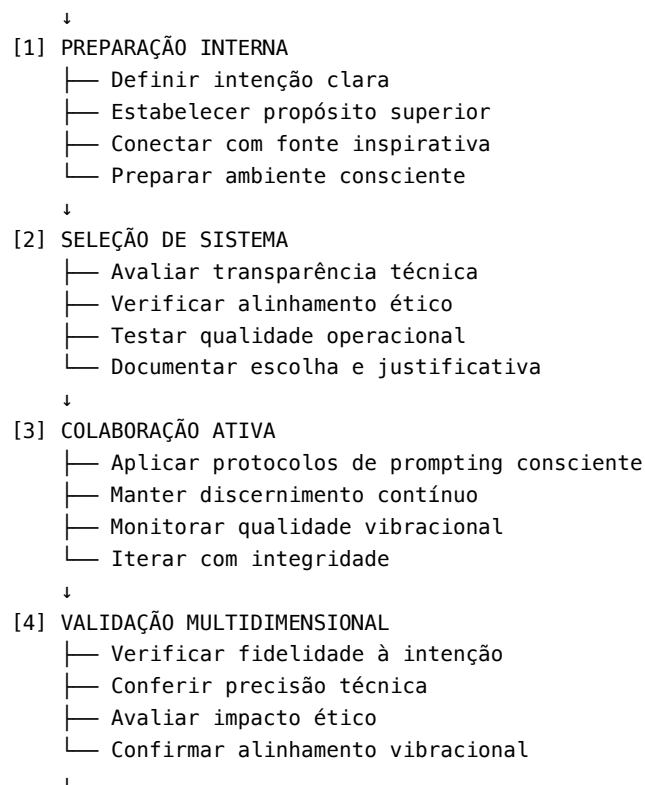 ↓
[1] PREPARAÇÃO INTERNA
├── Definir intenção clara
├── Estabelecer propósito superior
├── Conectar com fonte inspirativa
└── Preparar ambiente consciente
↓
[2] SELEÇÃO DE SISTEMA
├── Avaliar transparência técnica
├── Verificar alinhamento ético
├── Testar qualidade operacional
└── Documentar escolha e justificativa
↓
[3] COLABORAÇÃO ATIVA
├── Aplicar protocolos de prompting consciente
├── Manter discernimento contínuo
├── Monitorar qualidade vibracional
└── Iterar com integridade
↓
[4] VALIDAÇÃO MULTIDIMENSIONAL
├── Verificar fidelidade à intenção
├── Conferir precisão técnica
├── Avaliar impacto ético
└── Confirmar alinhamento vibracional